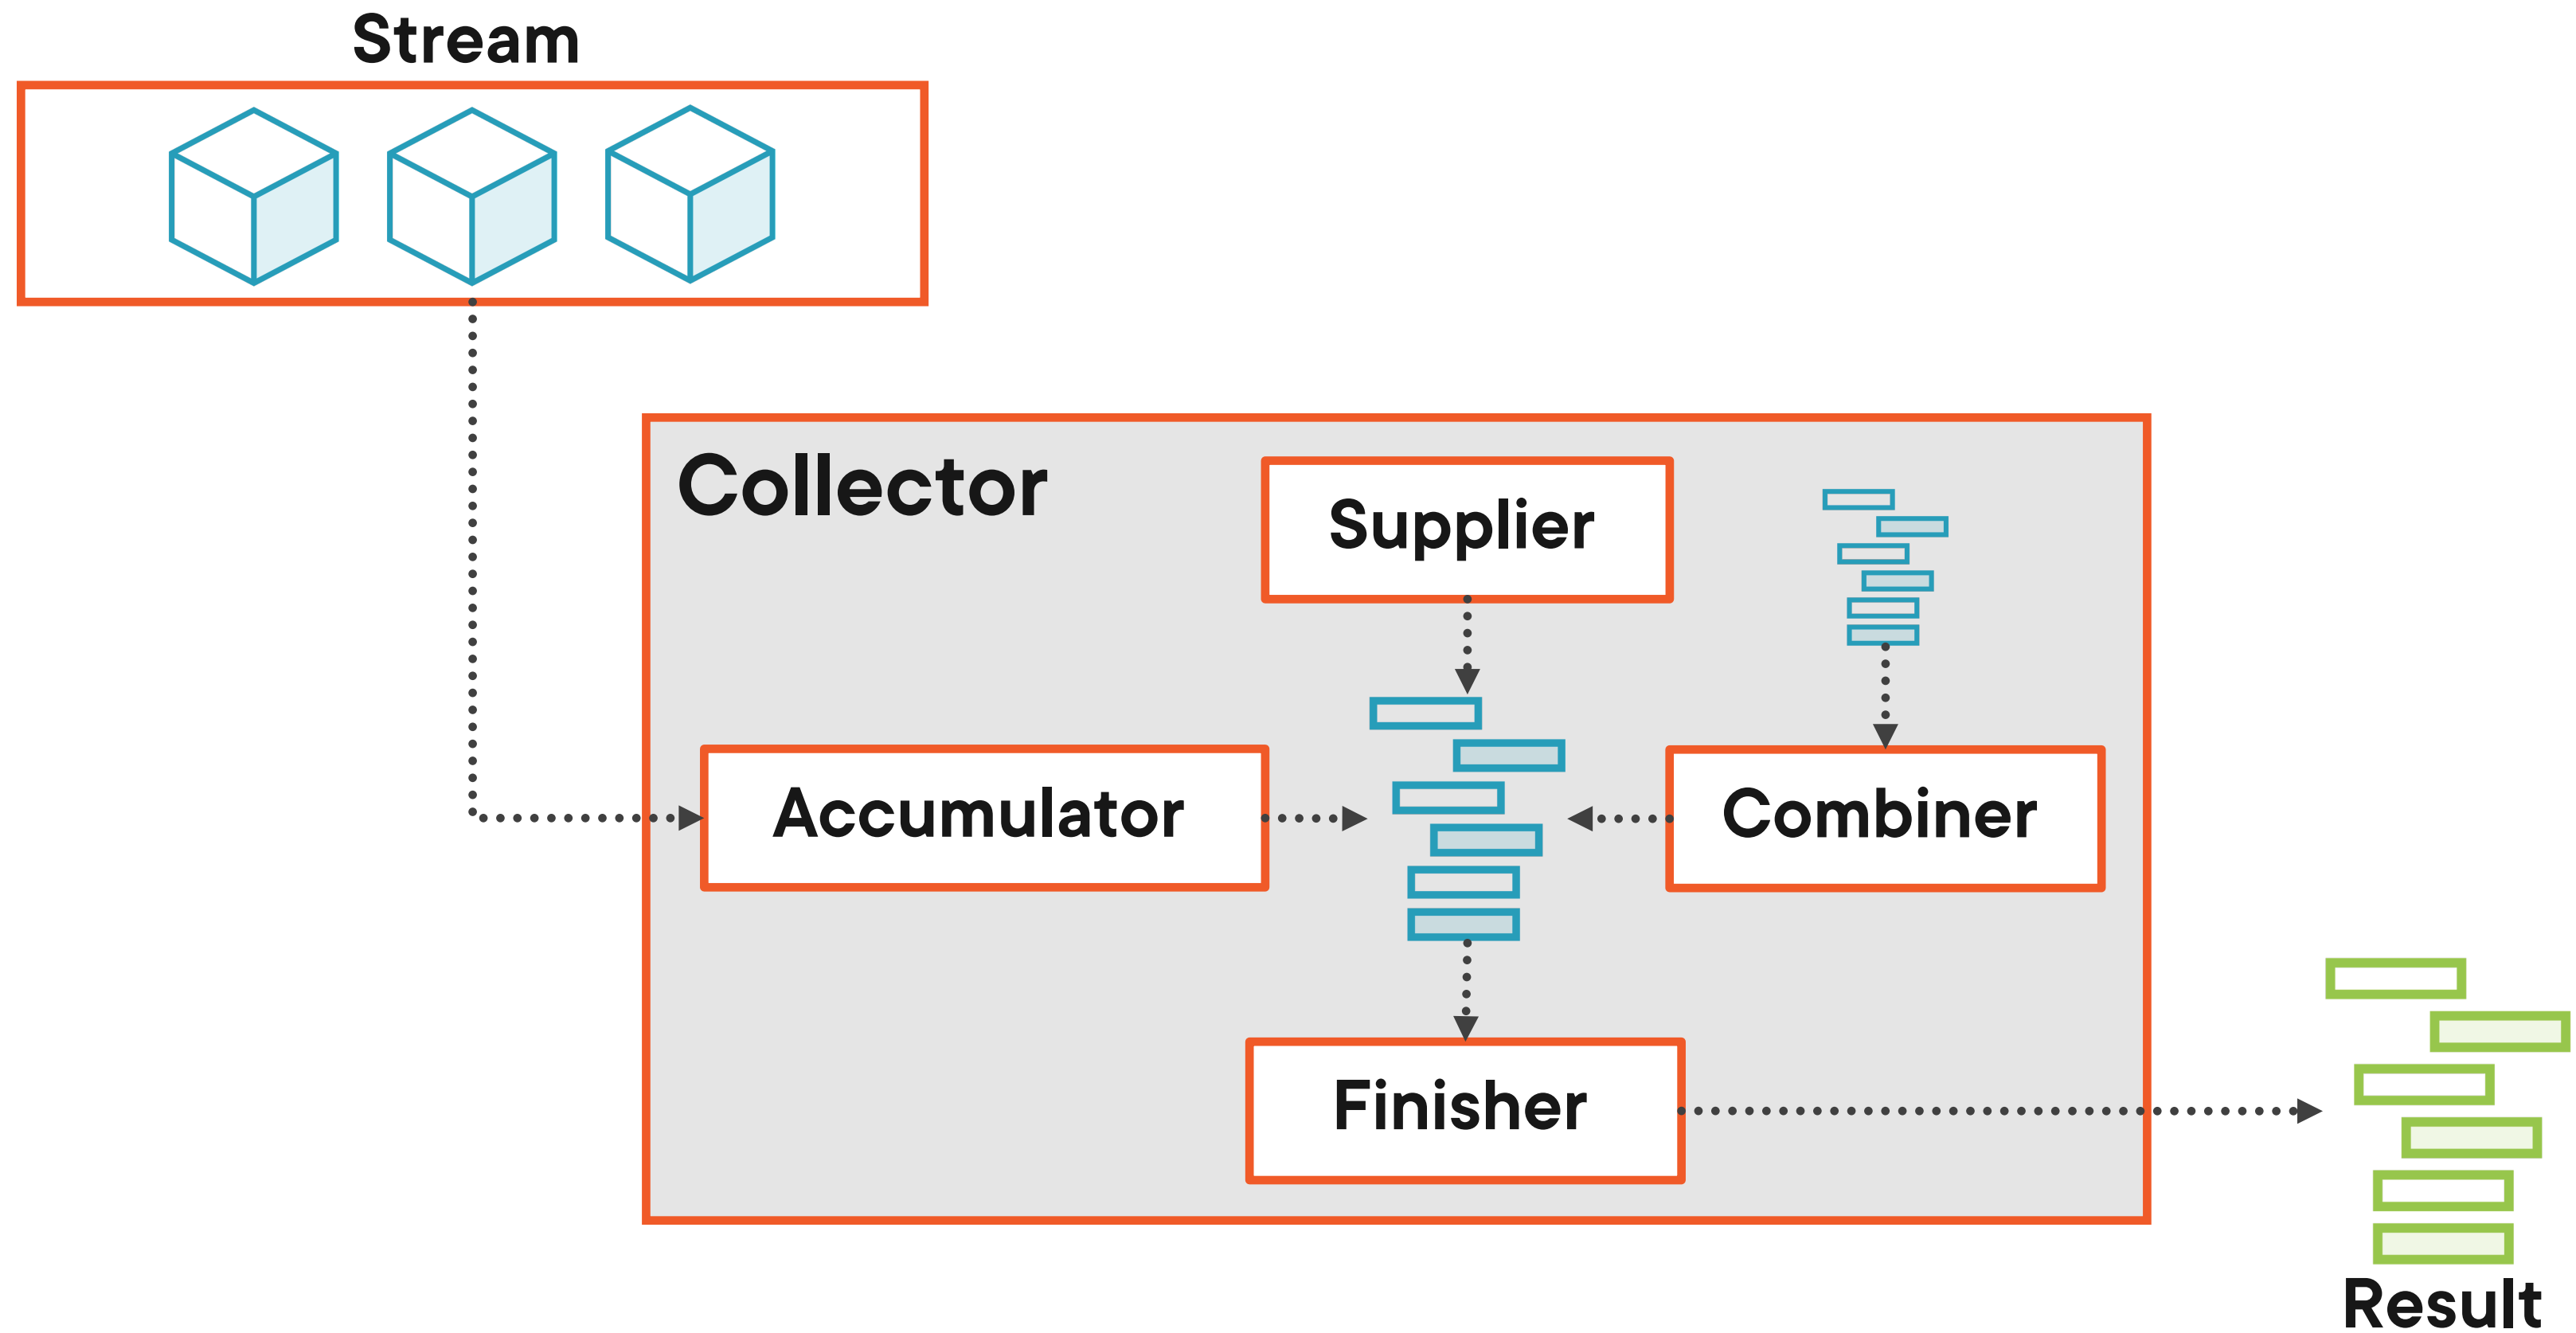 Stream
Collector
Supplier
Accumulator
Combiner
Finisher
Result